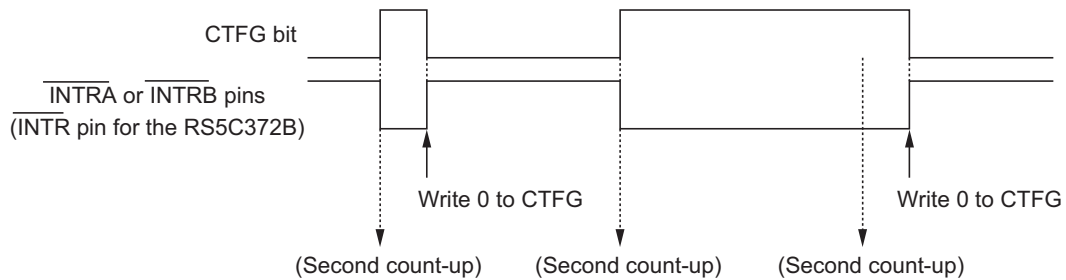 CTFG bit
INTRA or INTRB pins
(INTR pin for the RS5C372B)
Write 0 to CTFG
Write 0 to CTFG
(Second count-up)
(Second count-up)
(Second count-up)